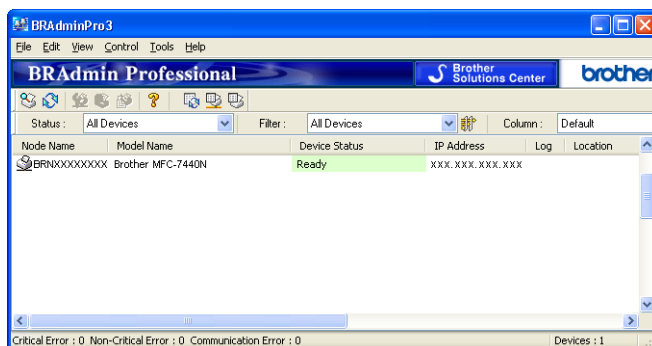 BRAdminPro3
File Edit View Control Tools Help
BRAdmin Professional Brother Solutions Center brother
Status : All Devices Filter : All Devices Column : Default
Node Name Model Name Device Status IP Address Log Location
BRNXXXXXXXX Brother MFC-7440N Ready XXX.XXX.XXX.XXX
Critical Error : 0 Non-Critical Error : 0 Communication Error : 0 Devices : 1